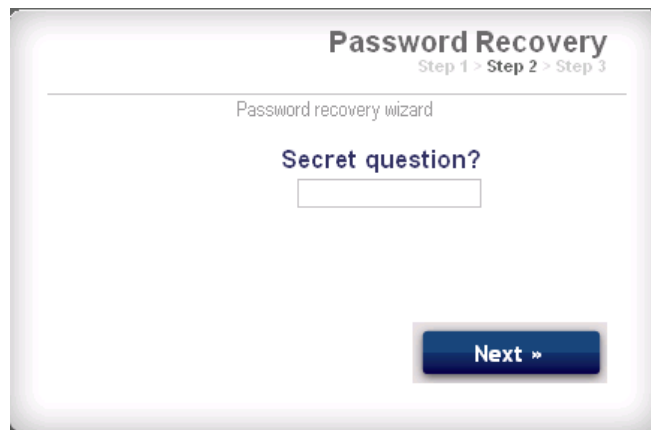 Password Recovery
Step 1 > Step 2 > Step 3
Password recovery wizard
Secret question?
Next »